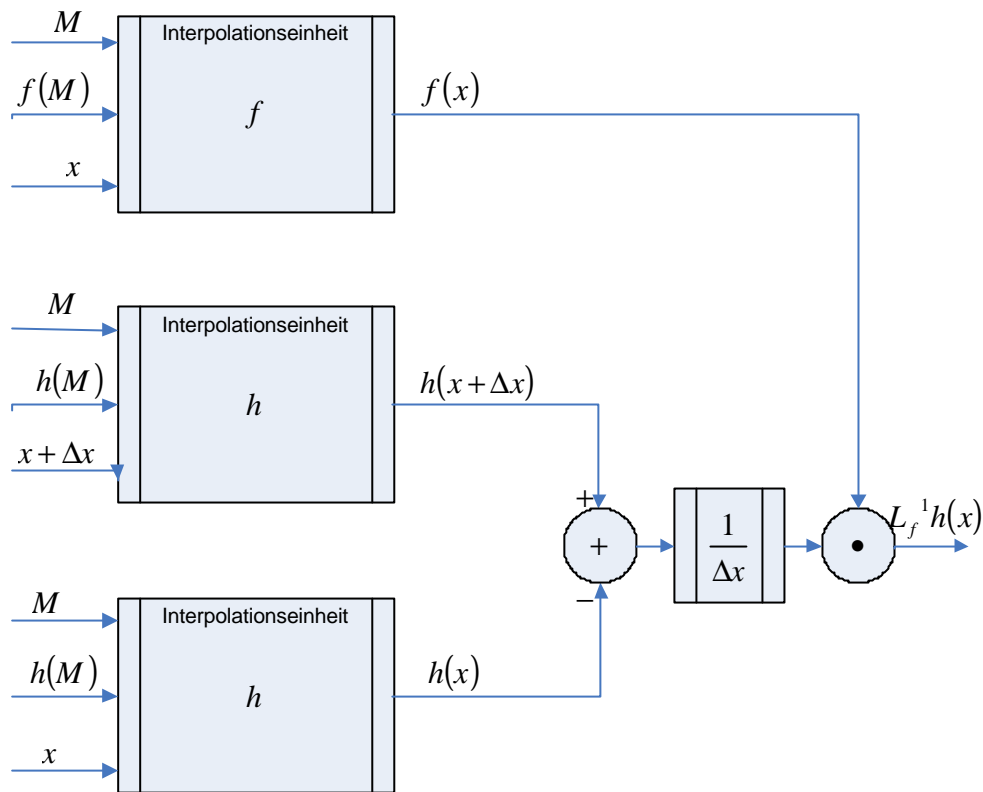 M
Interpolationseinheit
f(M)
f
f(x)
x
M
Interpolationseinheit
h(M)
h
h(x + Δx)
x + Δx
+
+
1
Δx
•
L_f^1 h(x)
−
M
Interpolationseinheit
h(M)
h
h(x)
x